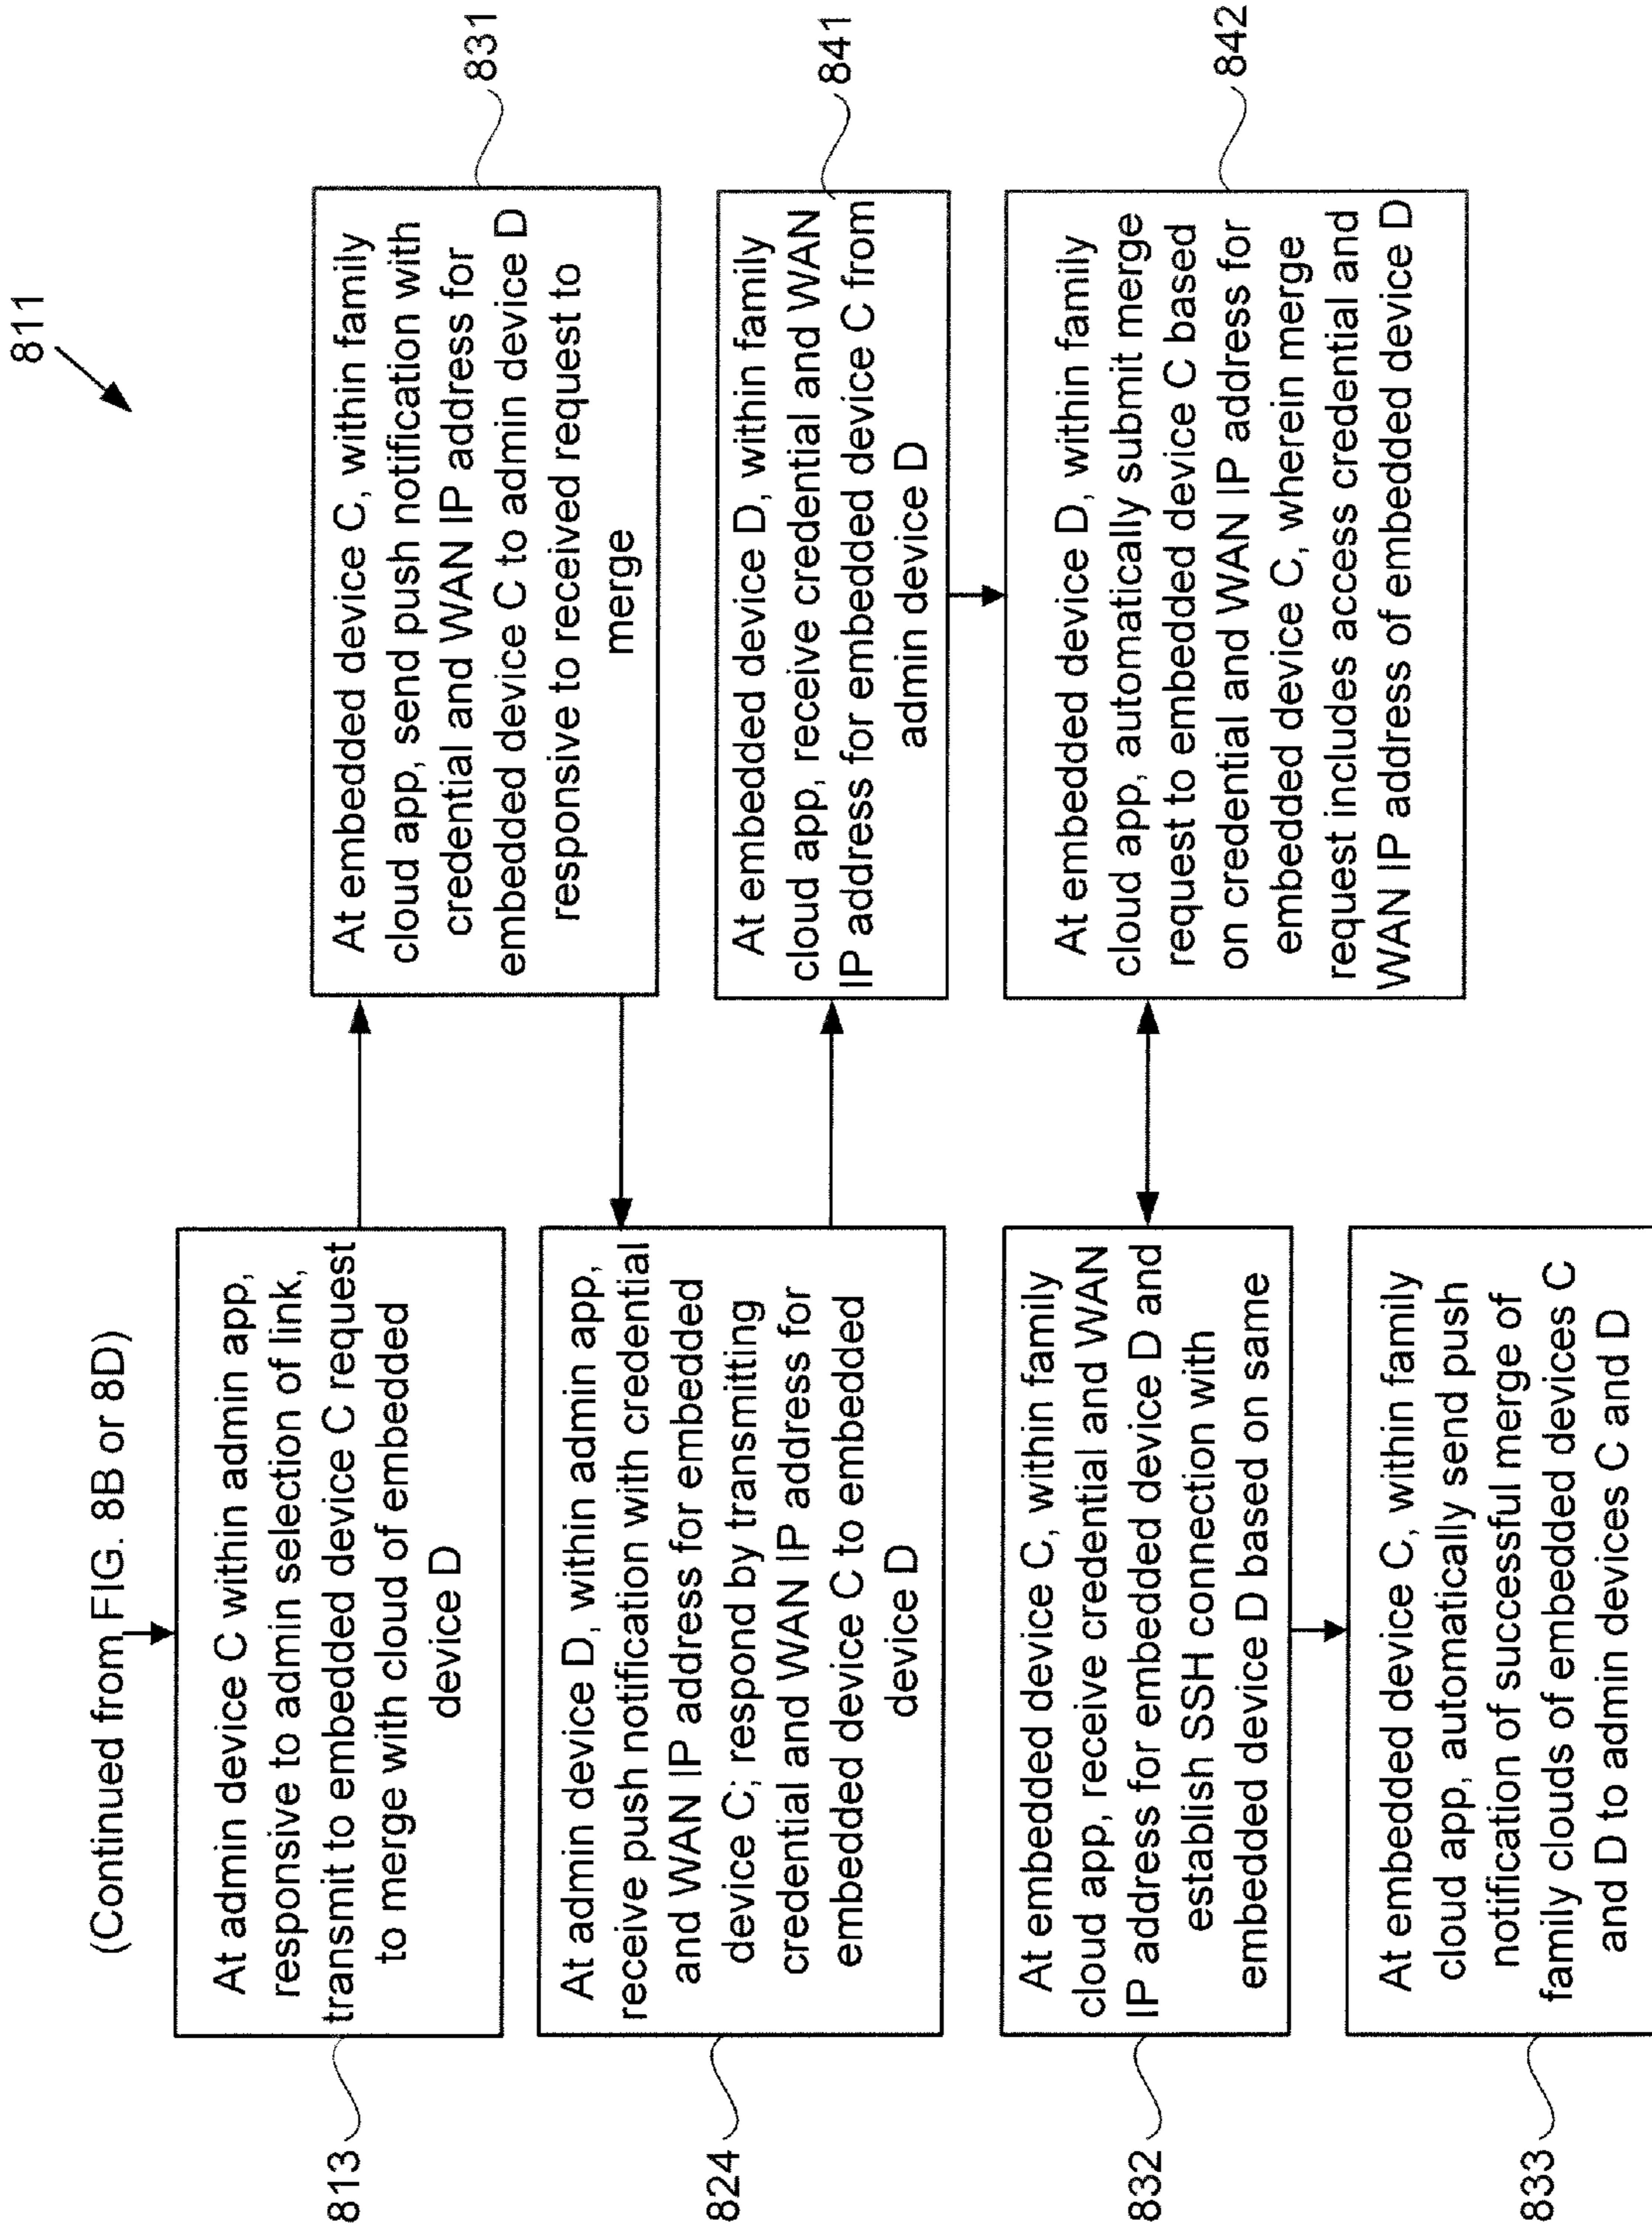 811
(Continued from FIG. 8B or 8D)
At admin device C within admin app,
responsive to admin selection of link,
transmit to embedded device C request
to merge with cloud of embedded
device D
813
At embedded device C, within family
cloud app, send push notification with
credential and WAN IP address for
embedded device C to admin device D
responsive to received request to
merge
831
At admin device D, within admin app,
receive push notification with credential
and WAN IP address for embedded
device C; respond by transmitting
credential and WAN IP address for
embedded device C to embedded
device D
824
At embedded device D, within family
cloud app, receive credential and WAN
IP address for embedded device C from
admin device D
841
At embedded device D, within family
cloud app, automatically submit merge
request to embedded device C based
on credential and WAN IP address for
embedded device C, wherein merge
request includes access credential and
WAN IP address of embedded device D
842
At embedded device C, within family
cloud app, receive credential and WAN
IP address for embedded device D and
establish SSH connection with
embedded device D based on same
832
At embedded device C, within family
cloud app, automatically send push
notification of successful merge of
family clouds of embedded devices C
and D to admin devices C and D
833